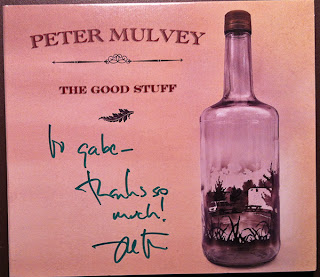 PETER MULVEY
THE GOOD STUFF
to gabe–
thanks so
much!